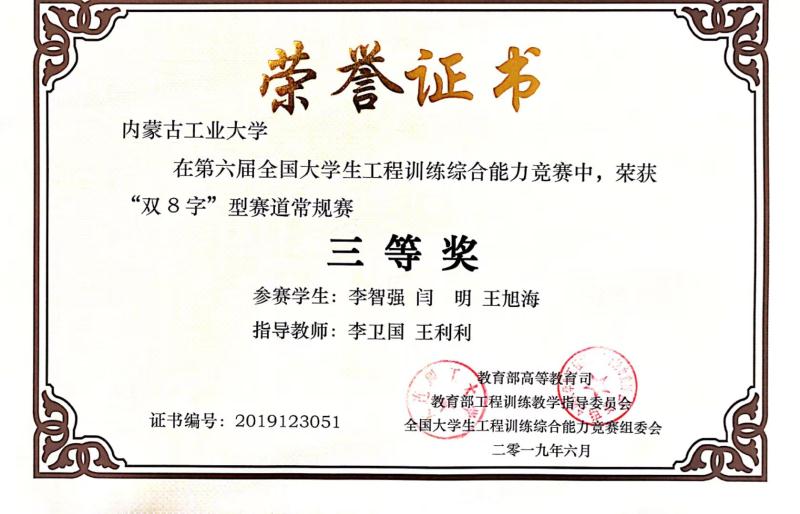 荣誉证书
内蒙古工业大学
在第六届全国大学生工程训练综合能力竞赛中，荣获
“双8字”型赛道常规赛
三等奖
参赛学生：李智强 闫 明 王旭海
指导教师：李卫国 王利利
教育部高等教育司
教育部工程训练教学指导委员会
证书编号：2019123051
全国大学生工程训练综合能力竞赛组委会
二零一九年六月